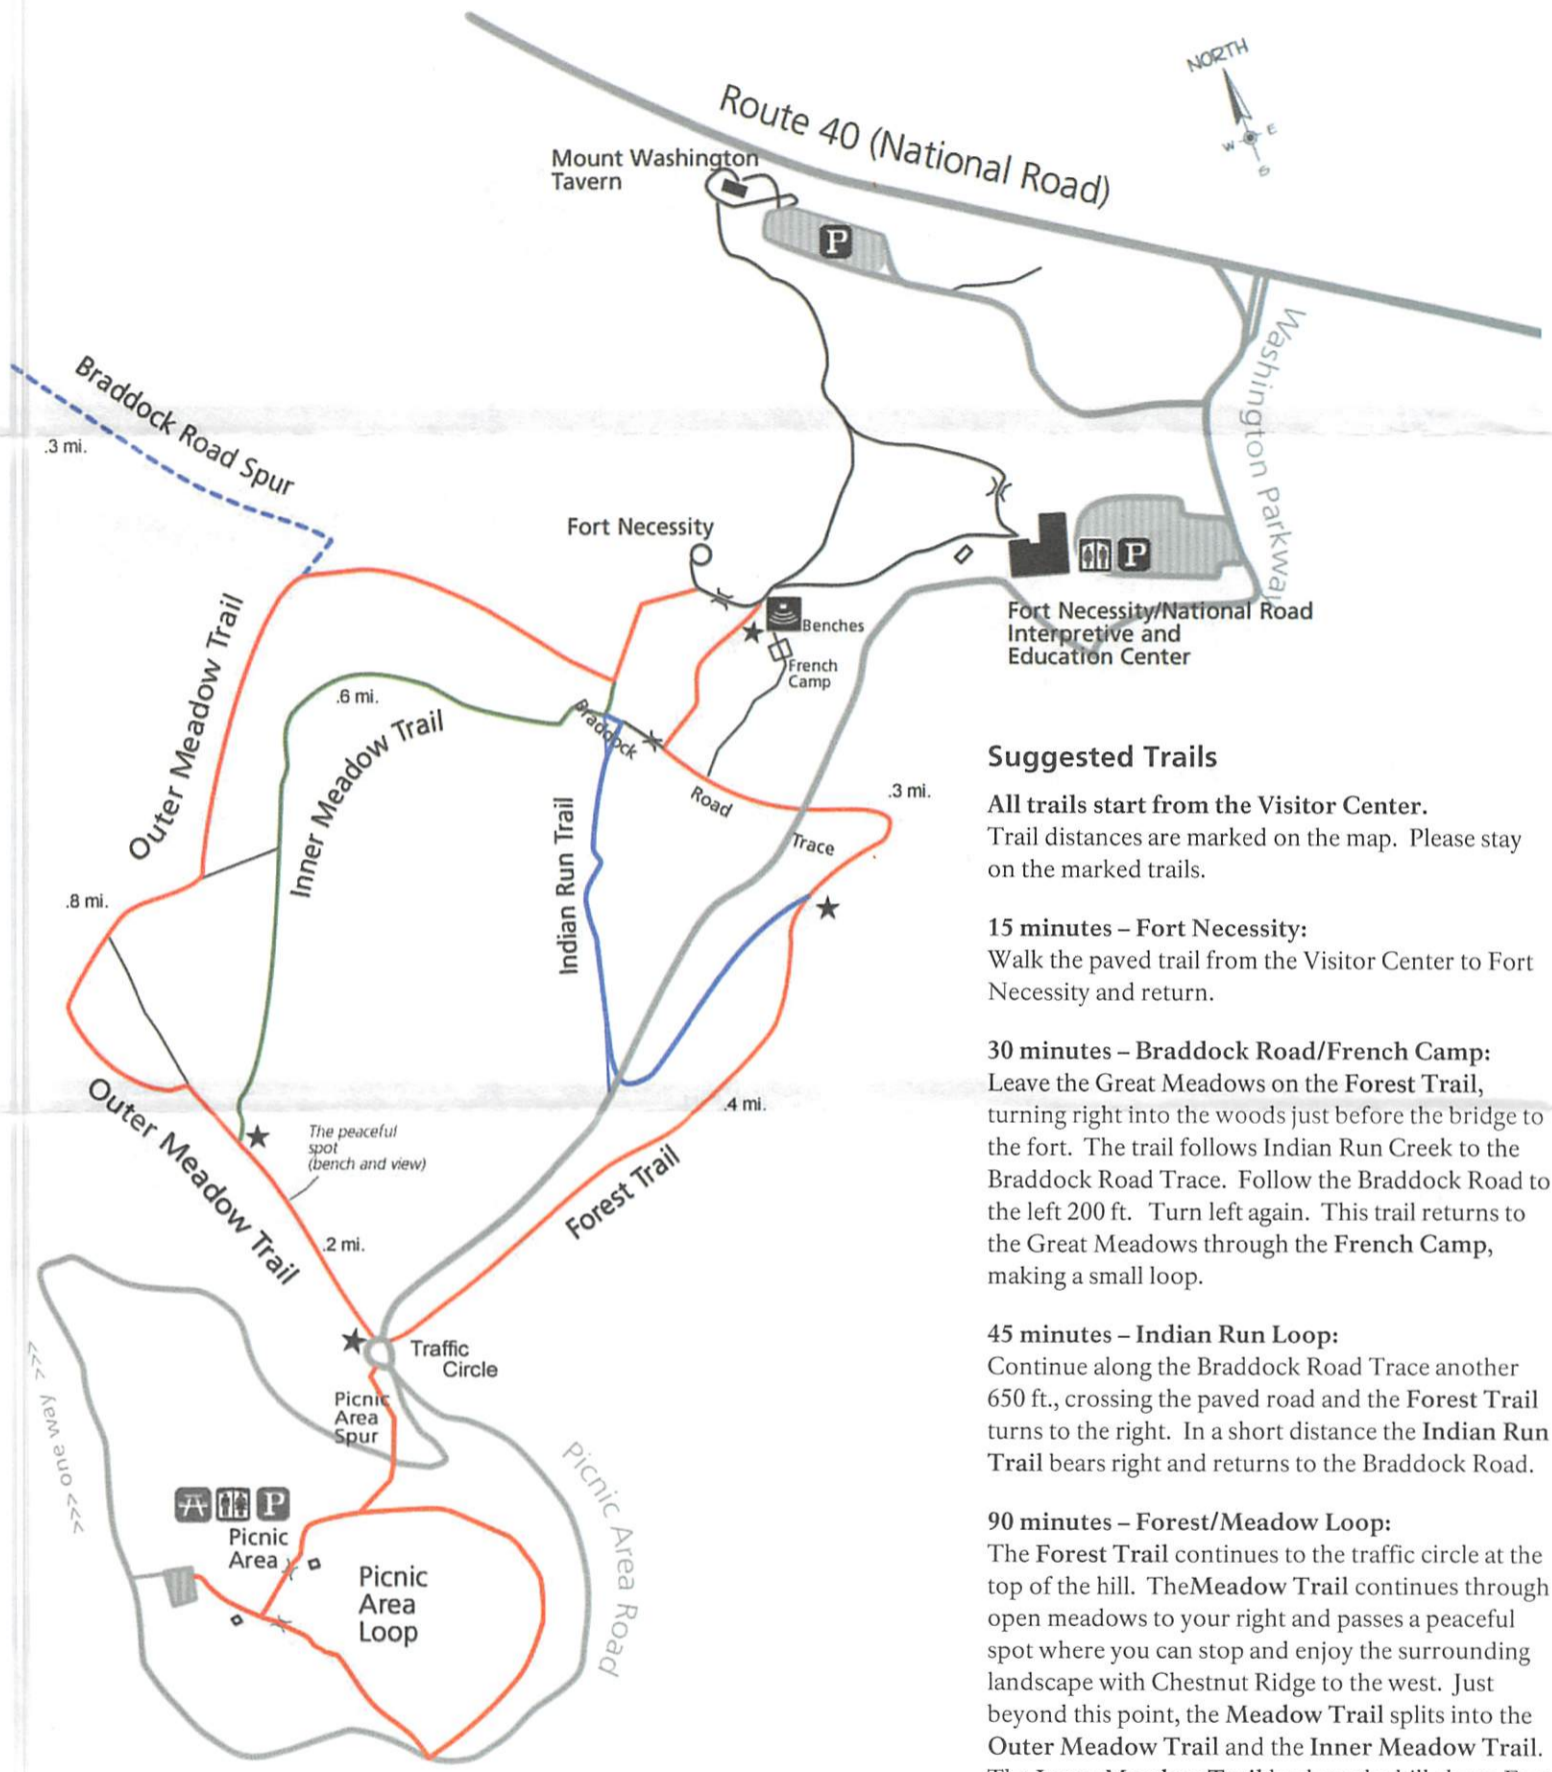 NORTH
W
E
S
Route 40 (National Road)
Mount Washington
Tavern
P
Washington Parkway
Braddock Road Spur
.3 mi.
Fort Necessity
P
Fort Necessity/National Road
Interpretive and
Education Center
Benches
French
Camp
Outer Meadow Trail
.6 mi.
Inner Meadow Trail
Braddock
Road
Trace
.3 mi.
Indian Run Trail
.8 mi.
.4 mi.
Outer Meadow Trail
The peaceful
spot
(bench and view)
Forest Trail
.2 mi.
Traffic
Circle
Picnic
Area
Spur
>>> one way >>>
P
Picnic
Area
Picnic
Area
Loop
Picnic Area Road
Suggested Trails
All trails start from the Visitor Center.
Trail distances are marked on the map. Please stay
on the marked trails.
15 minutes – Fort Necessity:
Walk the paved trail from the Visitor Center to Fort
Necessity and return.
30 minutes – Braddock Road/French Camp:
Leave the Great Meadows on the Forest Trail,
turning right into the woods just before the bridge to
the fort. The trail follows Indian Run Creek to the
Braddock Road Trace. Follow the Braddock Road to
the left 200 ft. Turn left again. This trail returns to
the Great Meadows through the French Camp,
making a small loop.
45 minutes – Indian Run Loop:
Continue along the Braddock Road Trace another
650 ft., crossing the paved road and the Forest Trail
turns to the right. In a short distance the Indian Run
Trail bears right and returns to the Braddock Road.
90 minutes – Forest/Meadow Loop:
The Forest Trail continues to the traffic circle at the
top of the hill. TheMeadow Trail continues through
open meadows to your right and passes a peaceful
spot where you can stop and enjoy the surrounding
landscape with Chestnut Ridge to the west. Just
beyond this point, the Meadow Trail splits into the
Outer Meadow Trail and the Inner Meadow Trail.